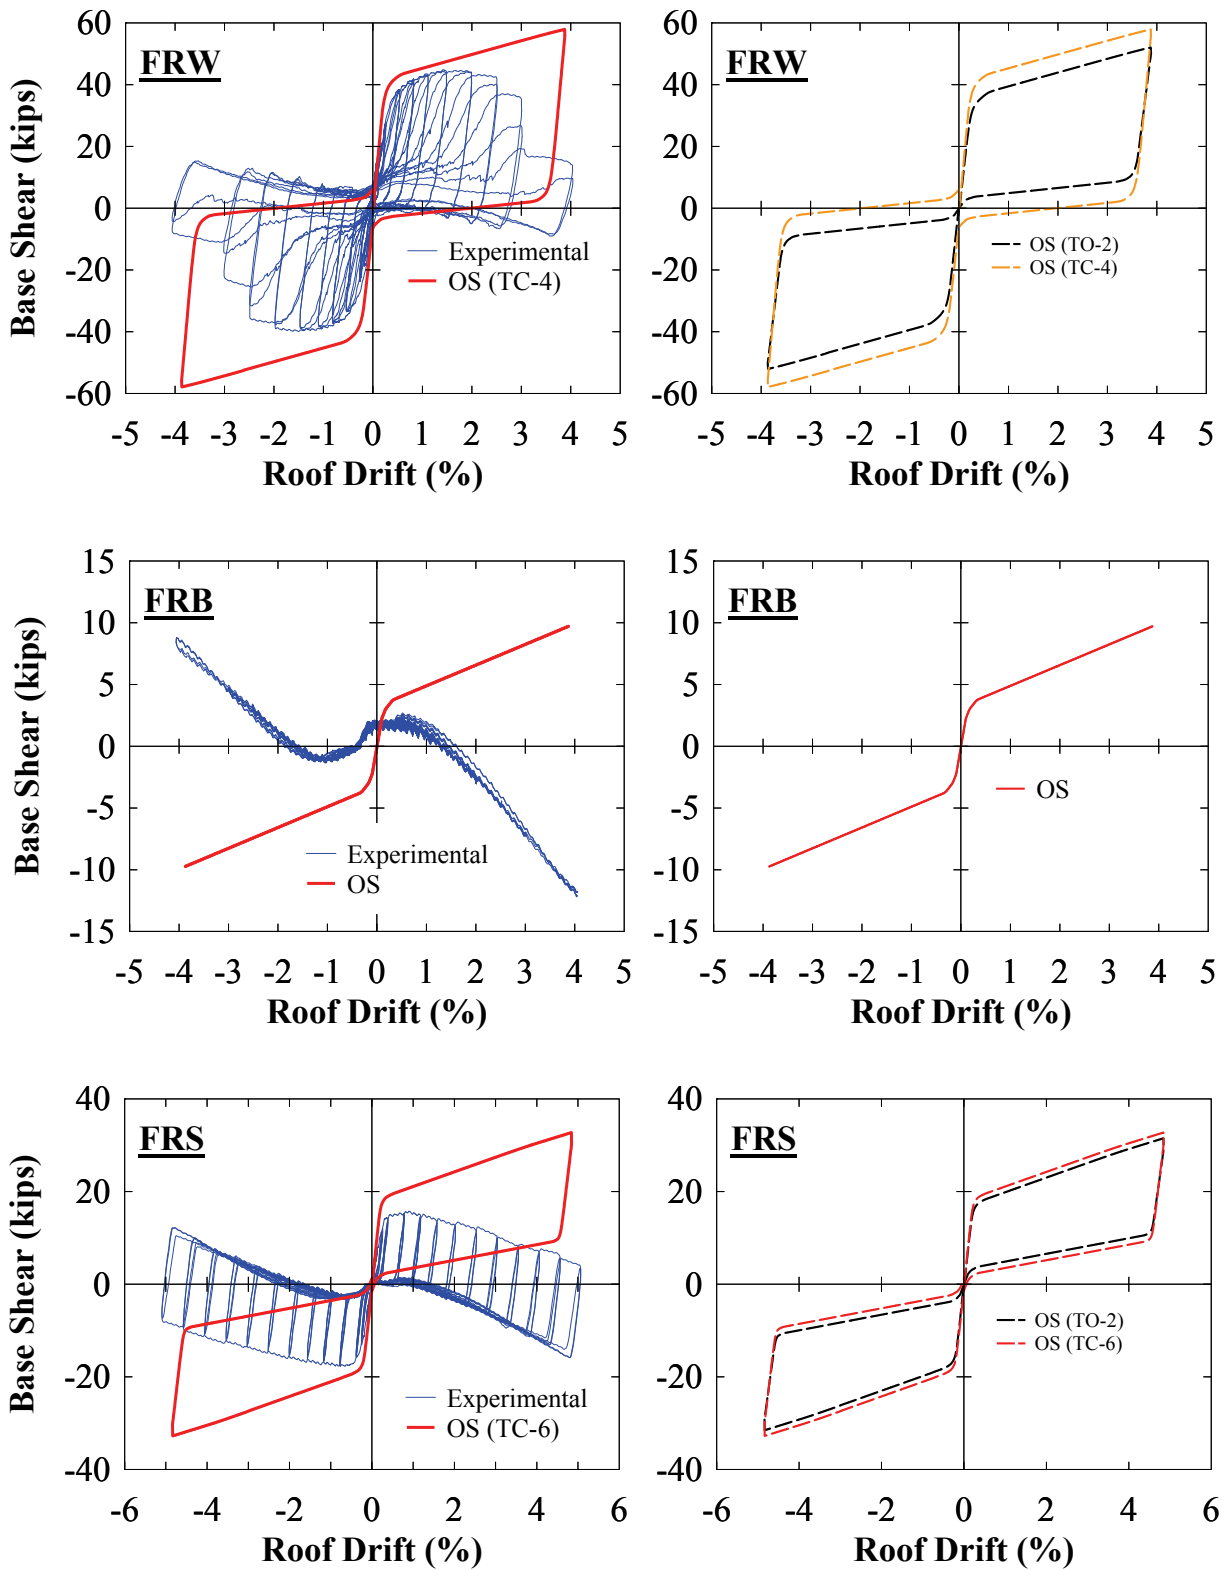 60
40
20
0
-20
-40
-60
Base Shear (kips)
FRW
Experimental
OS (TC-4)
-5 -4 -3 -2 -1 0 1 2 3 4 5
Roof Drift (%)
60
40
20
0
-20
-40
-60
FRW
OS (TO-2)
OS (TC-4)
-5 -4 -3 -2 -1 0 1 2 3 4 5
Roof Drift (%)
15
10
5
0
-5
-10
-15
Base Shear (kips)
FRB
Experimental
OS
-5 -4 -3 -2 -1 0 1 2 3 4 5
Roof Drift (%)
15
10
5
0
-5
-10
-15
FRB
OS
-5 -4 -3 -2 -1 0 1 2 3 4 5
Roof Drift (%)
40
20
0
-20
-40
Base Shear (kips)
FRS
Experimental
OS (TC-6)
-6 -4 -2 0 2 4 6
Roof Drift (%)
40
20
0
-20
-40
FRS
OS (TO-2)
OS (TC-6)
-6 -4 -2 0 2 4 6
Roof Drift (%)